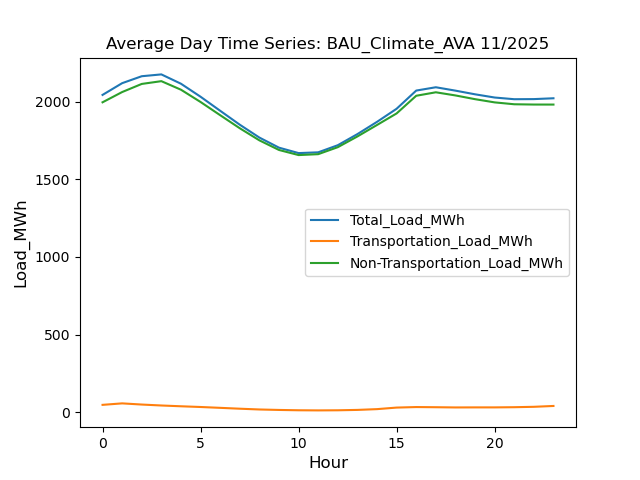 Average Day Time Series: BAU_Climate_AVA 11/2025
Load_MWh
2000
1500
1000
500
0
Total_Load_MWh
Transportation_Load_MWh
Non-Transportation_Load_MWh
0 5 10 15 20
Hour